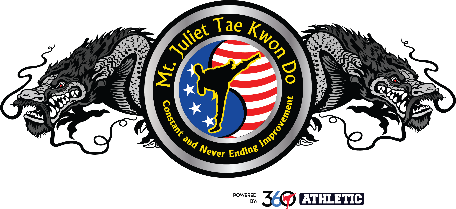 Mt. Juliet Tae Kwon Do
Constant and Never Ending Improvement
POWERED
BY:
360 ATHLETIC